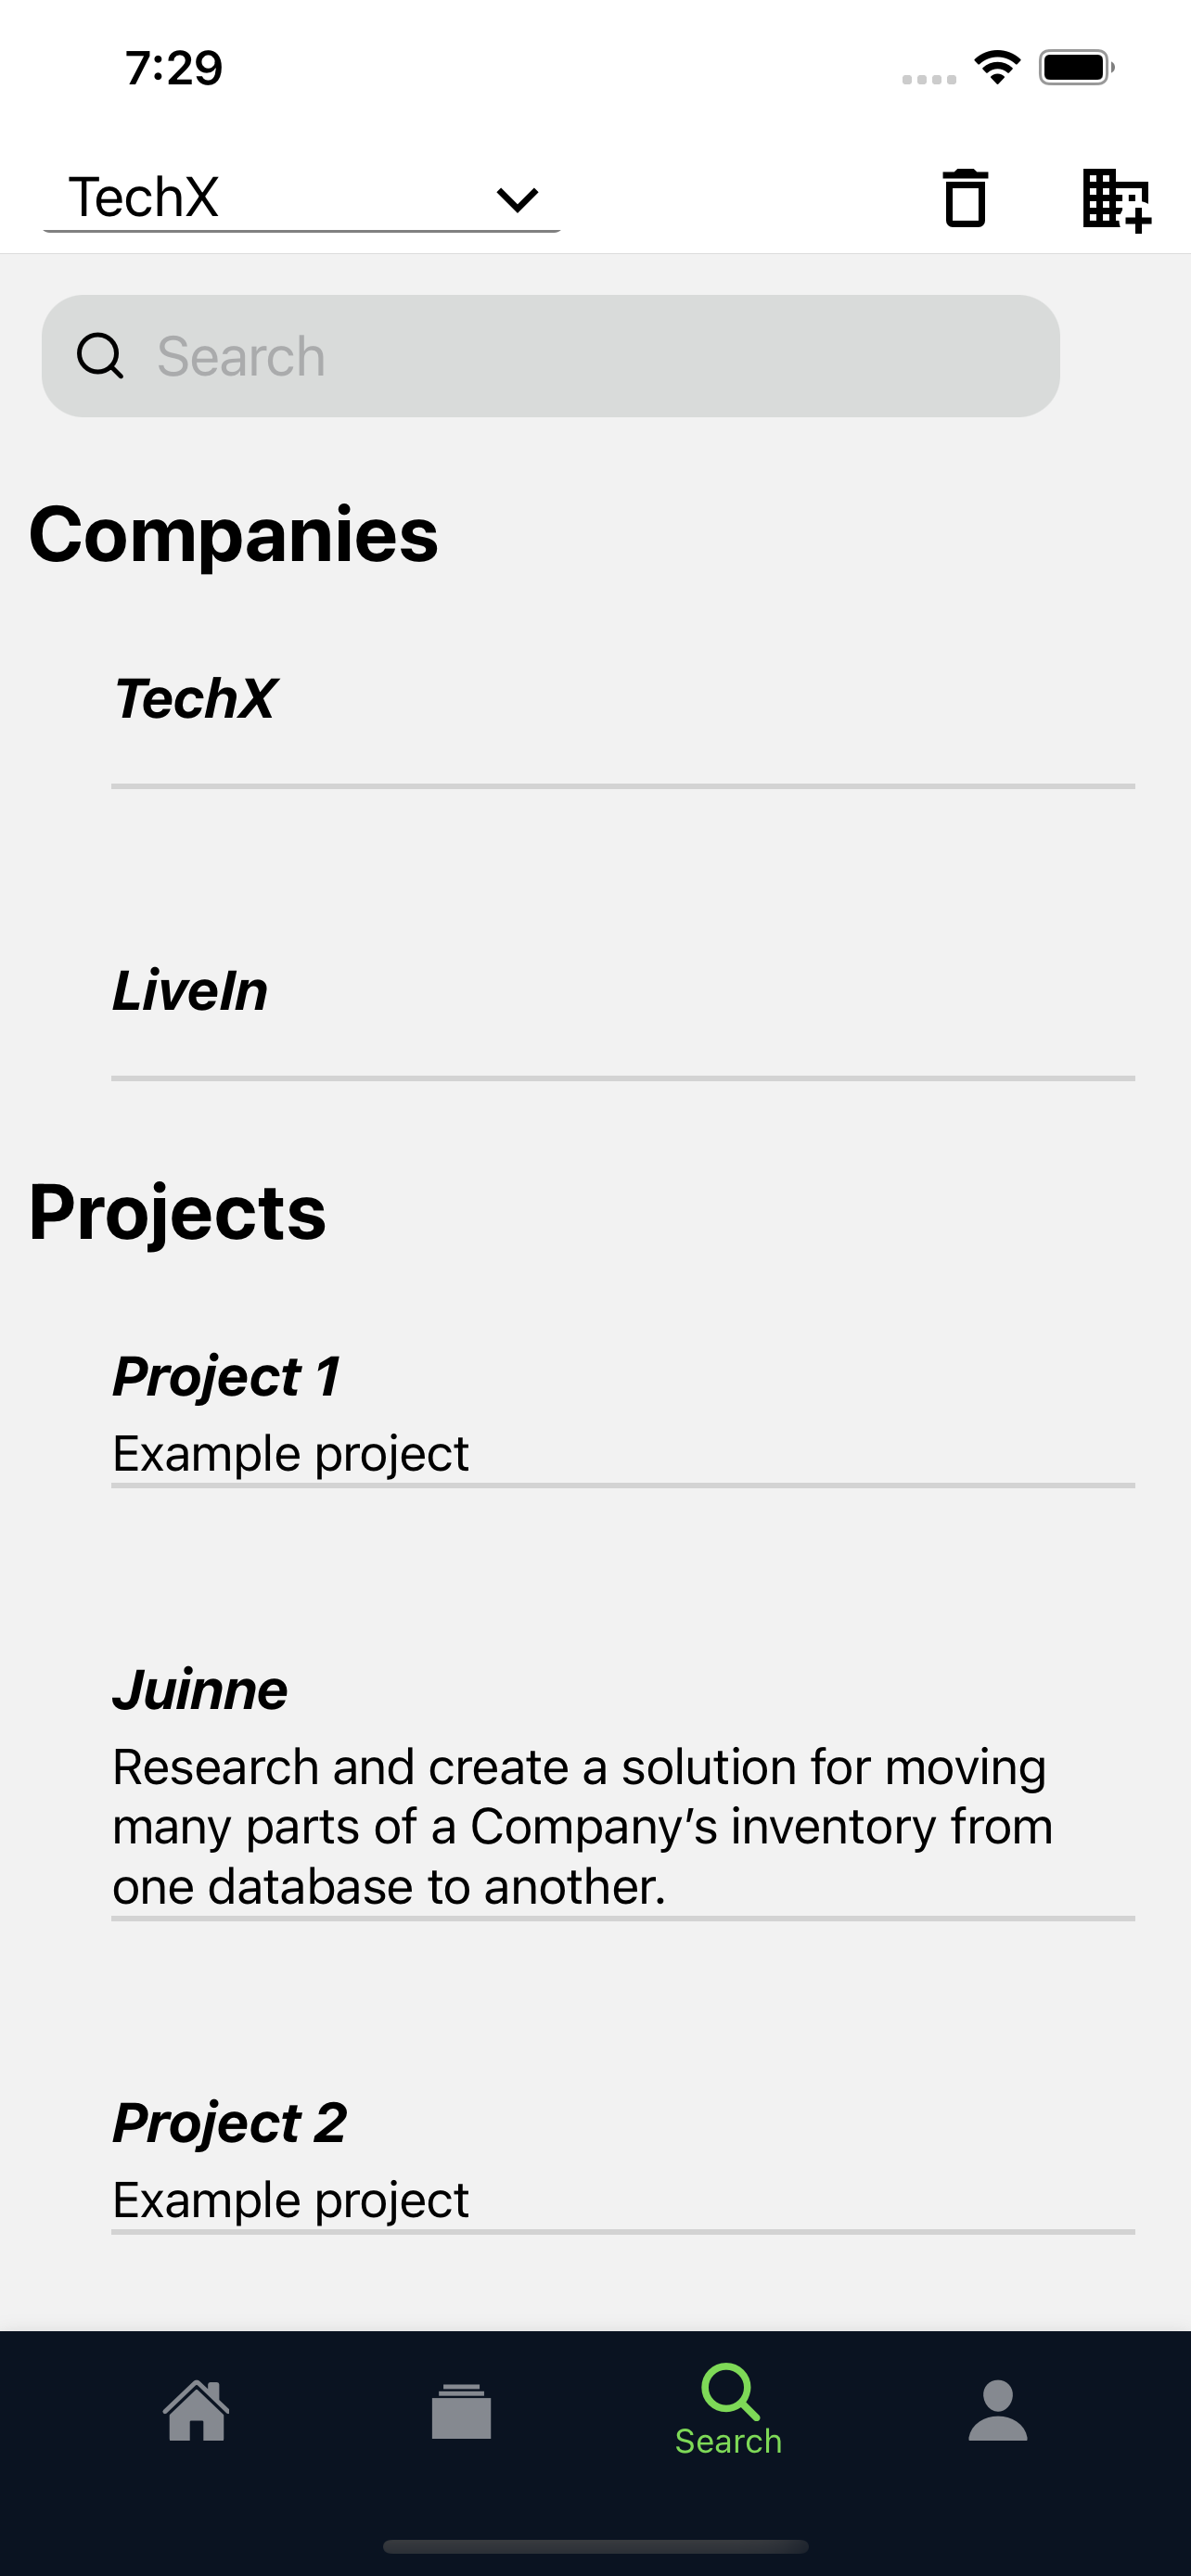 7:29
TechX
Search
Companies
TechX
LiveIn
Projects
Project 1
Example project
Juinne
Research and create a solution for moving
many parts of a Company’s inventory from
one database to another.
Project 2
Example project
Search